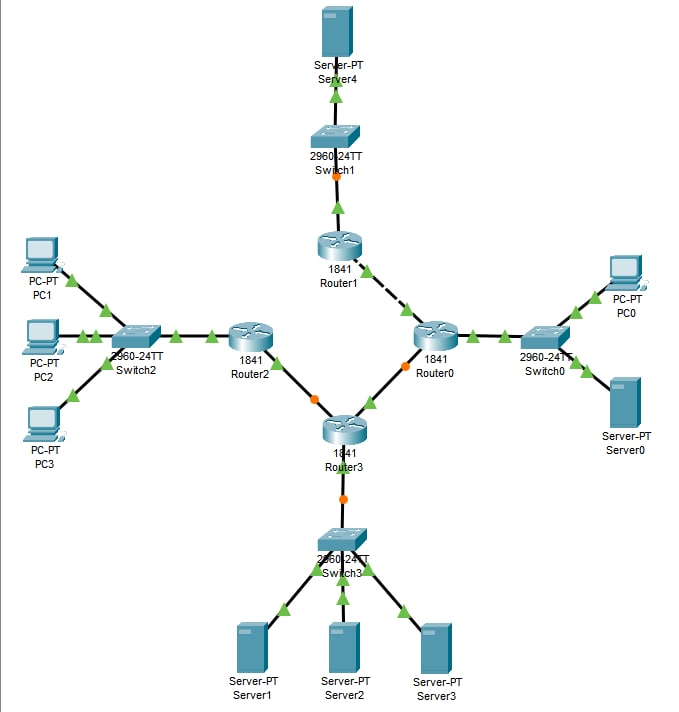 Server-PT
Server4
2960-24TT
Switch1
1841
Router1
PC-PT
PC1
PC-PT
PC0
PC-PT
PC2
2960-24TT
Switch2
1841
Router2
1841
Router0
2960-24TT
Switch0
PC-PT
PC3
1841
Router3
Server-PT
Server0
2960-24TT
Switch3
Server-PT
Server1
Server-PT
Server2
Server-PT
Server3